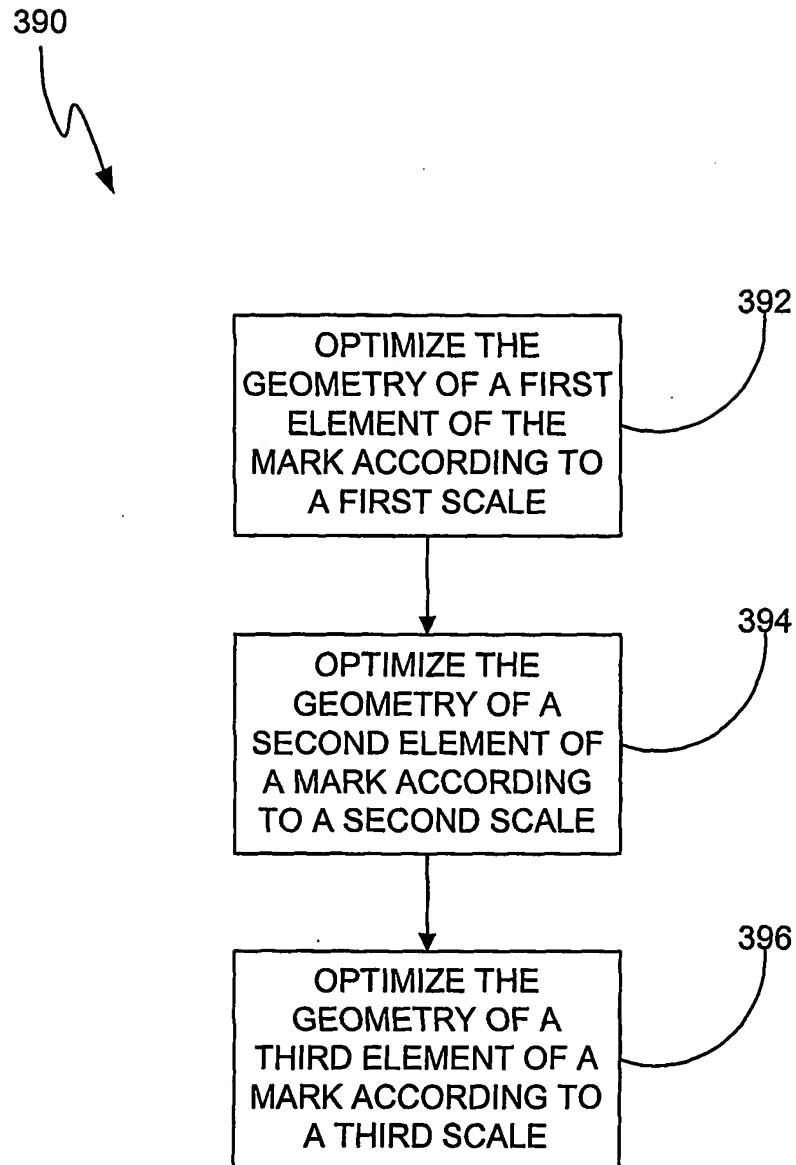 390
392
OPTIMIZE THE
GEOMETRY OF A FIRST
ELEMENT OF THE
MARK ACCORDING TO
A FIRST SCALE
394
OPTIMIZE THE
GEOMETRY OF A
SECOND ELEMENT OF
A MARK ACCORDING
TO A SECOND SCALE
396
OPTIMIZE THE
GEOMETRY OF A
THIRD ELEMENT OF A
MARK ACCORDING TO
A THIRD SCALE